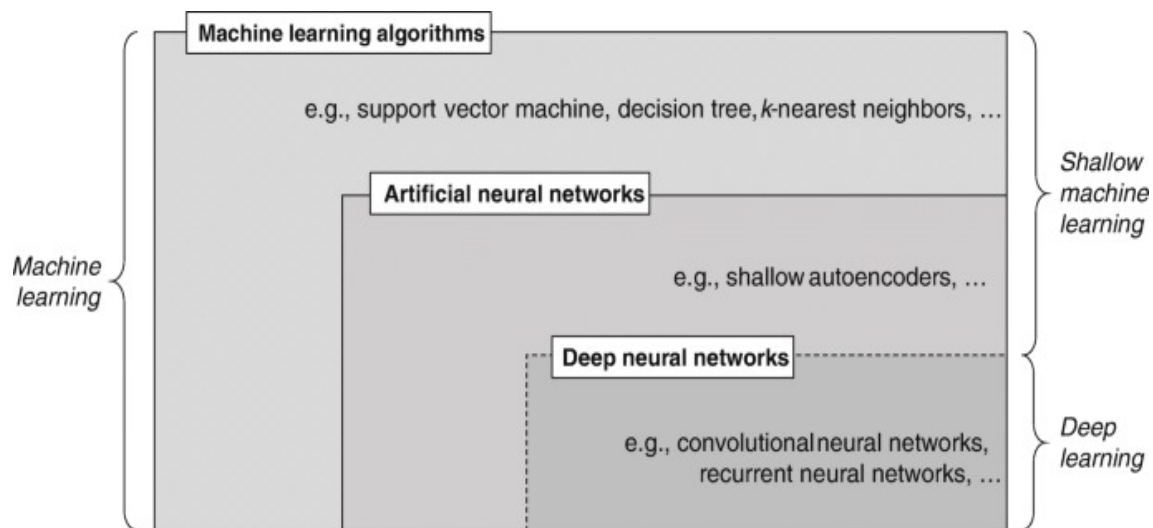 Machine learning algorithms
e.g., support vector machine, decision tree, k-nearest neighbors, ...
Artificial neural networks
Shallow
machine
learning
Machine
learning
e.g., shallow autoencoders, ...
Deep neural networks
e.g., convolutional neural networks,
recurrent neural networks, ...
Deep
learning